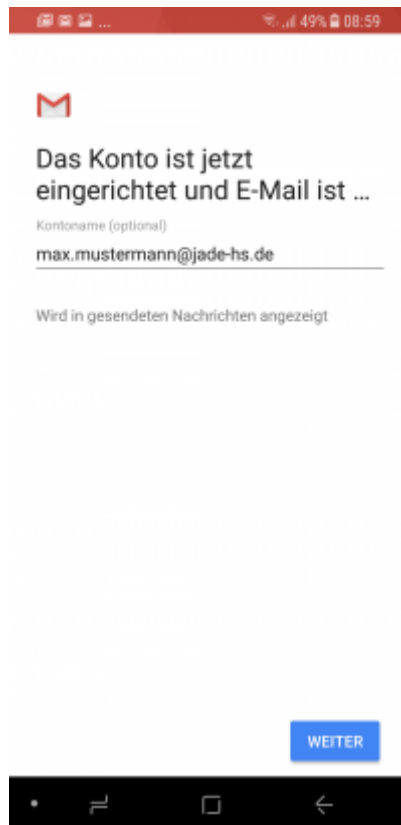 ... 49% 08:59
Das Konto ist jetzt
eingerichtet und E-Mail ist ...
Kontoname (optional)
max.mustermann@jade-hs.de
Wird in gesendeten Nachrichten angezeigt
WEITER